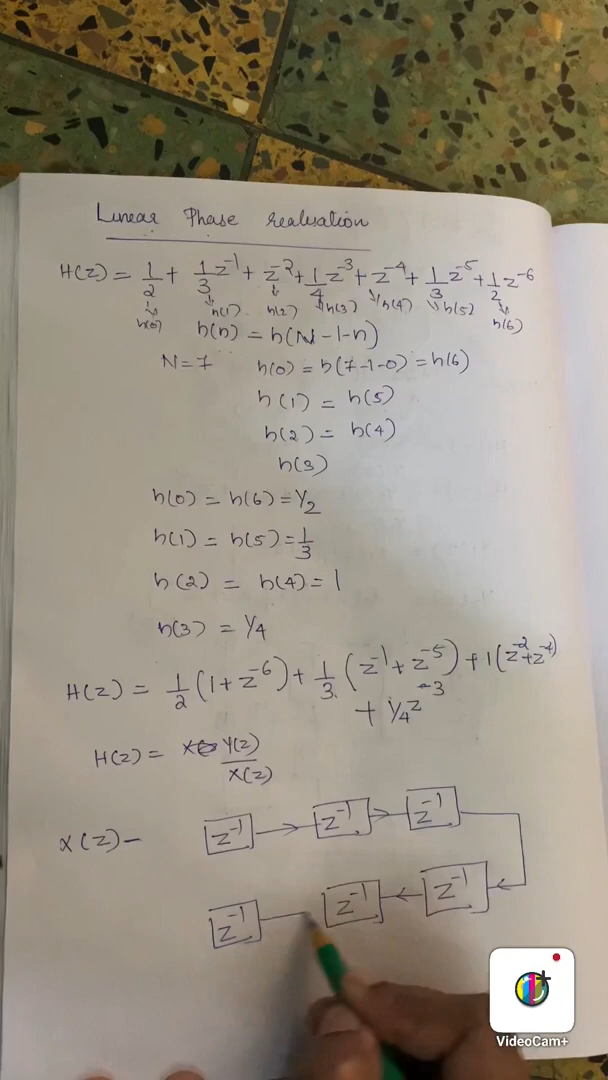 Linear Phase realisation
H(z) = 1/2 + 1/3 z^-1 + z^-2 + 1/4 z^-3 + z^-4 + 1/3 z^-5 + 1/2 z^-6
h(0) h(1) h(2) h(3) h(4) h(5) h(6)
h(n) = h(N-1-n)
N=7 h(0) = h(7-1-0) = h(6)
h(1) = h(5)
h(2) = h(4)
h(3)
h(0) = h(6) = 1/2
h(1) = h(5) = 1/3
h(2) = h(4) = 1
h(3) = 1/4
H(z) = 1/2 (1+z^-6) + 1/3 (z^-1 + z^-5) + 1(z^-2 + z^-4)
+ 1/4 z^-3
H(z) = Y(z)/X(z)
X(z) - z^-1 z^-1 z^-1
z^-1 z^-1 z^-1
VideoCam+